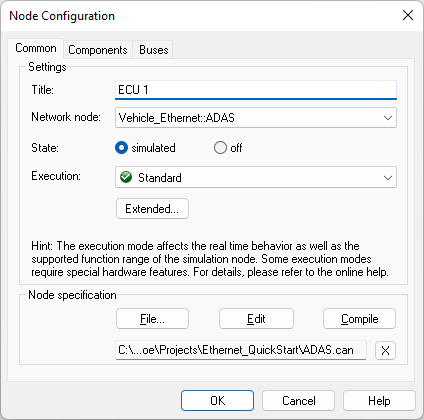 Node Configuration
Common Components Buses
Settings
Title: ECU 1
Network node: Vehicle_Ethernet::ADAS
State: simulated off
Execution: Standard
Extended...
Hint: The execution mode affects the real time behavior as well as the
supported function range of the simulation node. Some execution modes
require special hardware features. For details, please refer to the online help.
Node specification
File... Edit Compile
C:\...oe\Projects\Ethernet_QuickStart\ADAS.can X
OK Cancel Help